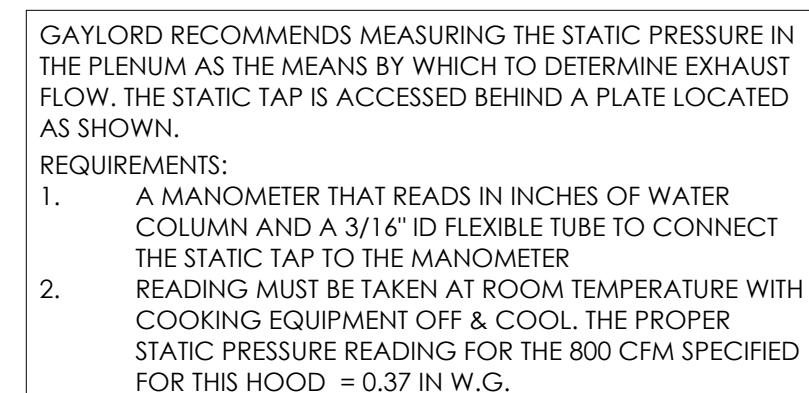 GAYLORD RECOMMENDS MEASURING THE STATIC PRESSURE IN
THE PLENUM AS THE MEANS BY WHICH TO DETERMINE EXHAUST
FLOW. THE STATIC TAP IS ACCESSED BEHIND A PLATE LOCATED
AS SHOWN.
REQUIREMENTS:
1. A MANOMETER THAT READS IN INCHES OF WATER
COLUMN AND A 3/16" ID FLEXIBLE TUBE TO CONNECT
THE STATIC TAP TO THE MANOMETER
2. READING MUST BE TAKEN AT ROOM TEMPERATURE WITH
COOKING EQUIPMENT OFF & COOL. THE PROPER
STATIC PRESSURE READING FOR THE 800 CFM SPECIFIED
FOR THIS HOOD = 0.37 IN W.G.